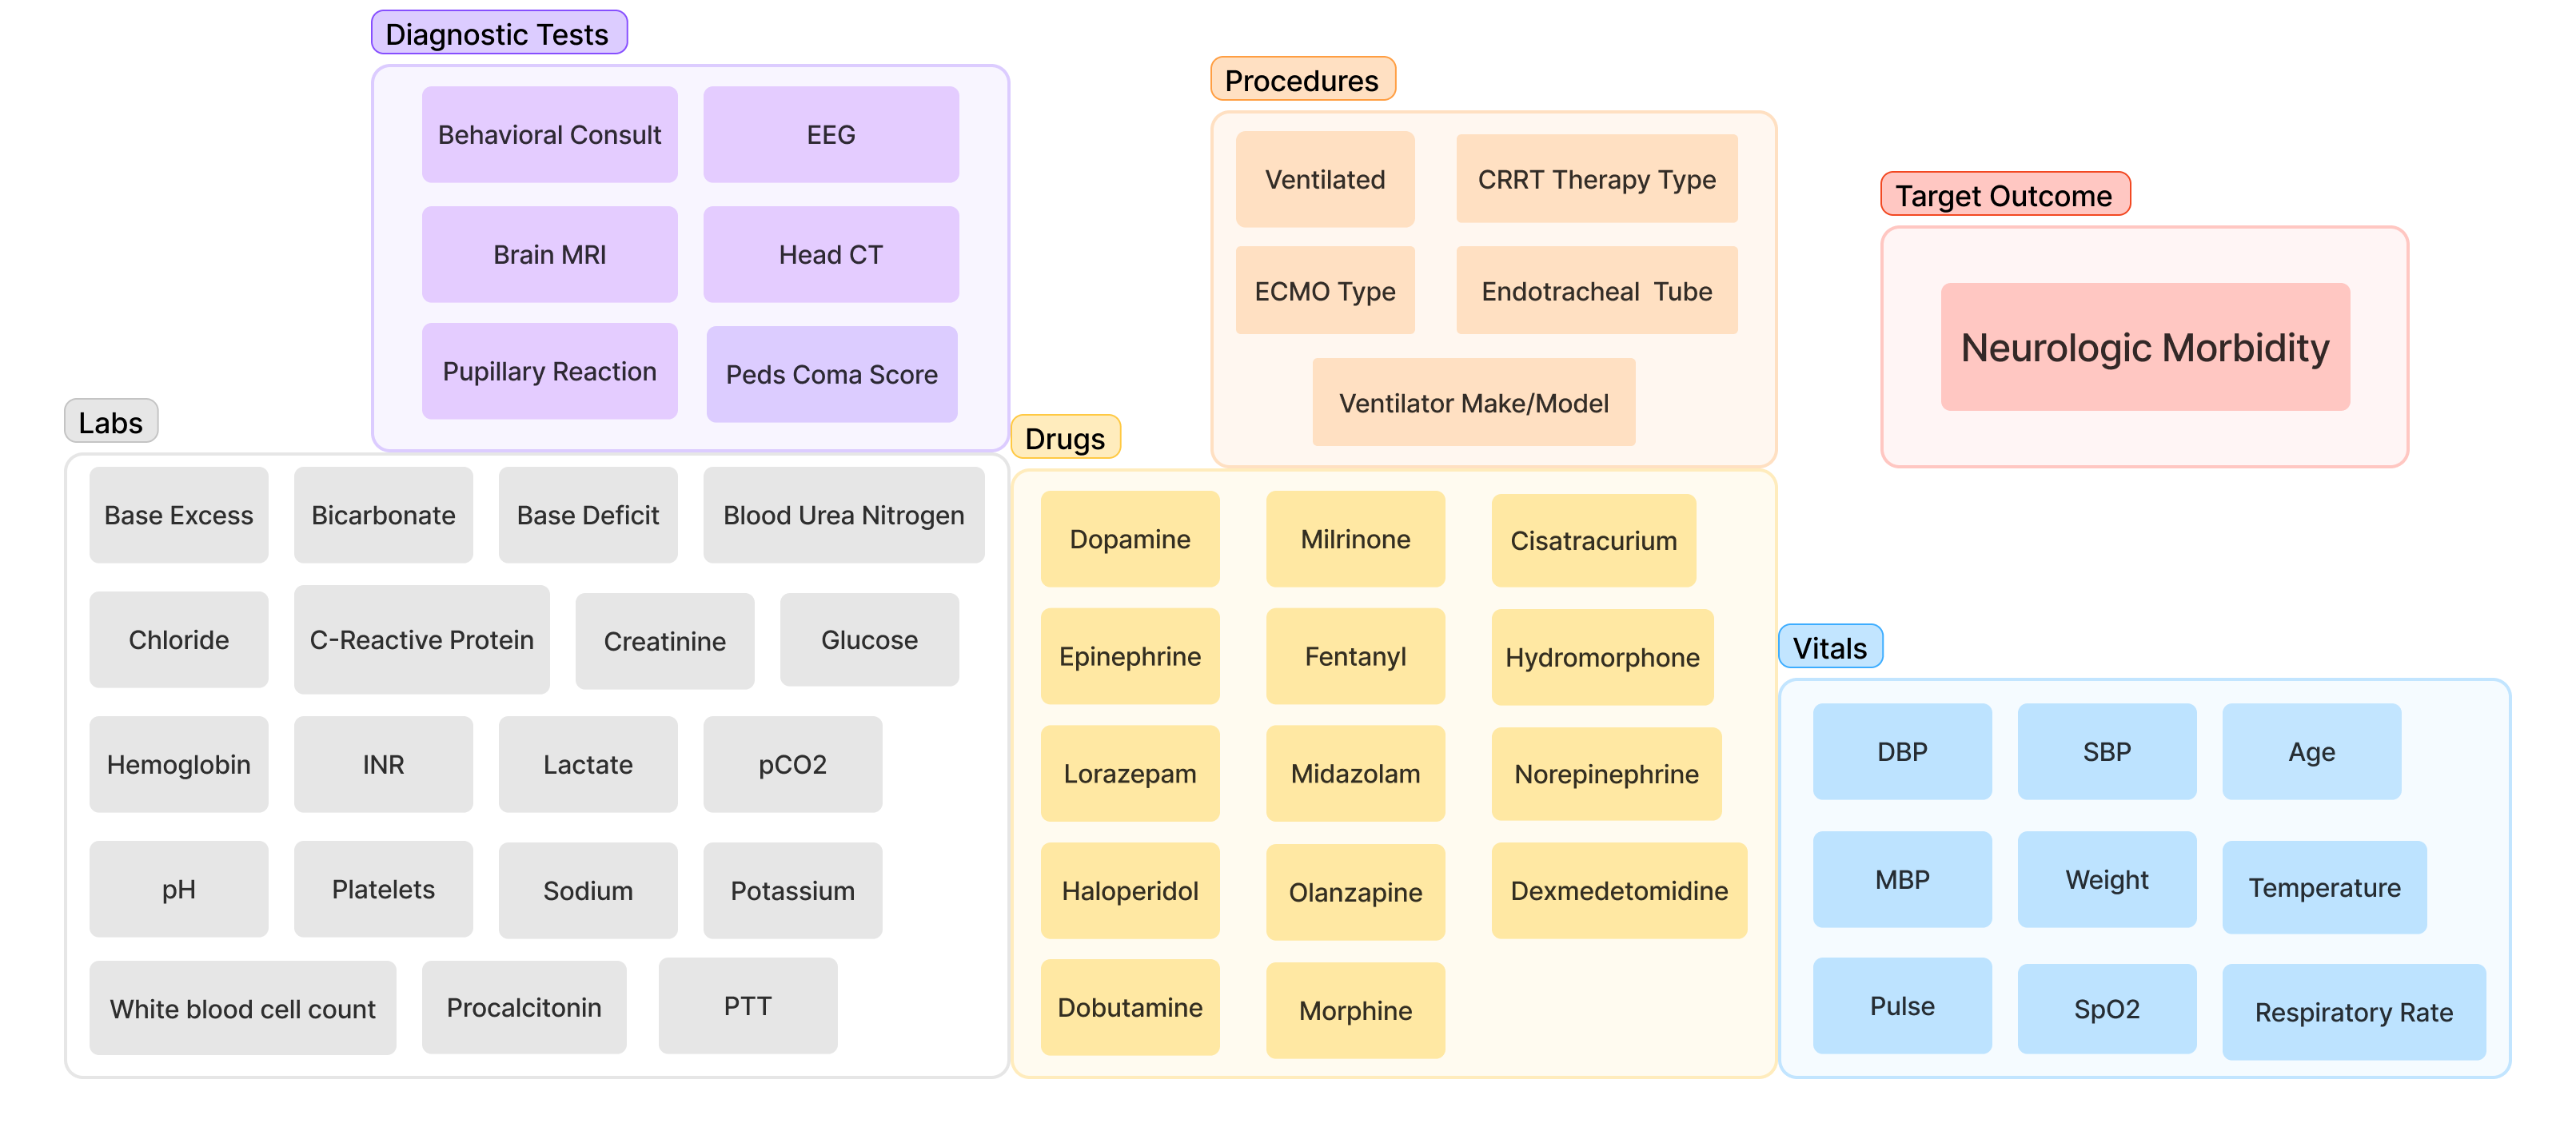 Diagnostic Tests
Behavioral Consult
EEG
Brain MRI
Head CT
Pupillary Reaction
Peds Coma Score
Procedures
Ventilated
CRRT Therapy Type
ECMO Type
Endotracheal Tube
Ventilator Make/Model
Target Outcome
Neurologic Morbidity
Labs
Base Excess
Bicarbonate
Base Deficit
Blood Urea Nitrogen
Chloride
C-Reactive Protein
Creatinine
Glucose
Hemoglobin
INR
Lactate
pCO2
pH
Platelets
Sodium
Potassium
White blood cell count
Procalcitonin
PTT
Drugs
Dopamine
Milrinone
Cisatracurium
Epinephrine
Fentanyl
Hydromorphone
Lorazepam
Midazolam
Norepinephrine
Haloperidol
Olanzapine
Dexmedetomidine
Dobutamine
Morphine
Vitals
DBP
SBP
Age
MBP
Weight
Temperature
Pulse
SpO2
Respiratory Rate